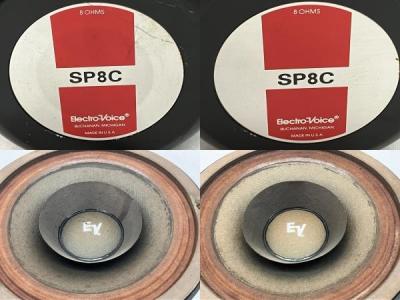 8 OHMS
SP8C
Electro-Voice®
BUCHANAN, MICHIGAN
MADE IN U.S.A
8 OHMS
SP8C
Electro-Voice®
BUCHANAN, MICHIGAN
MADE IN U.S.A
EV
EV